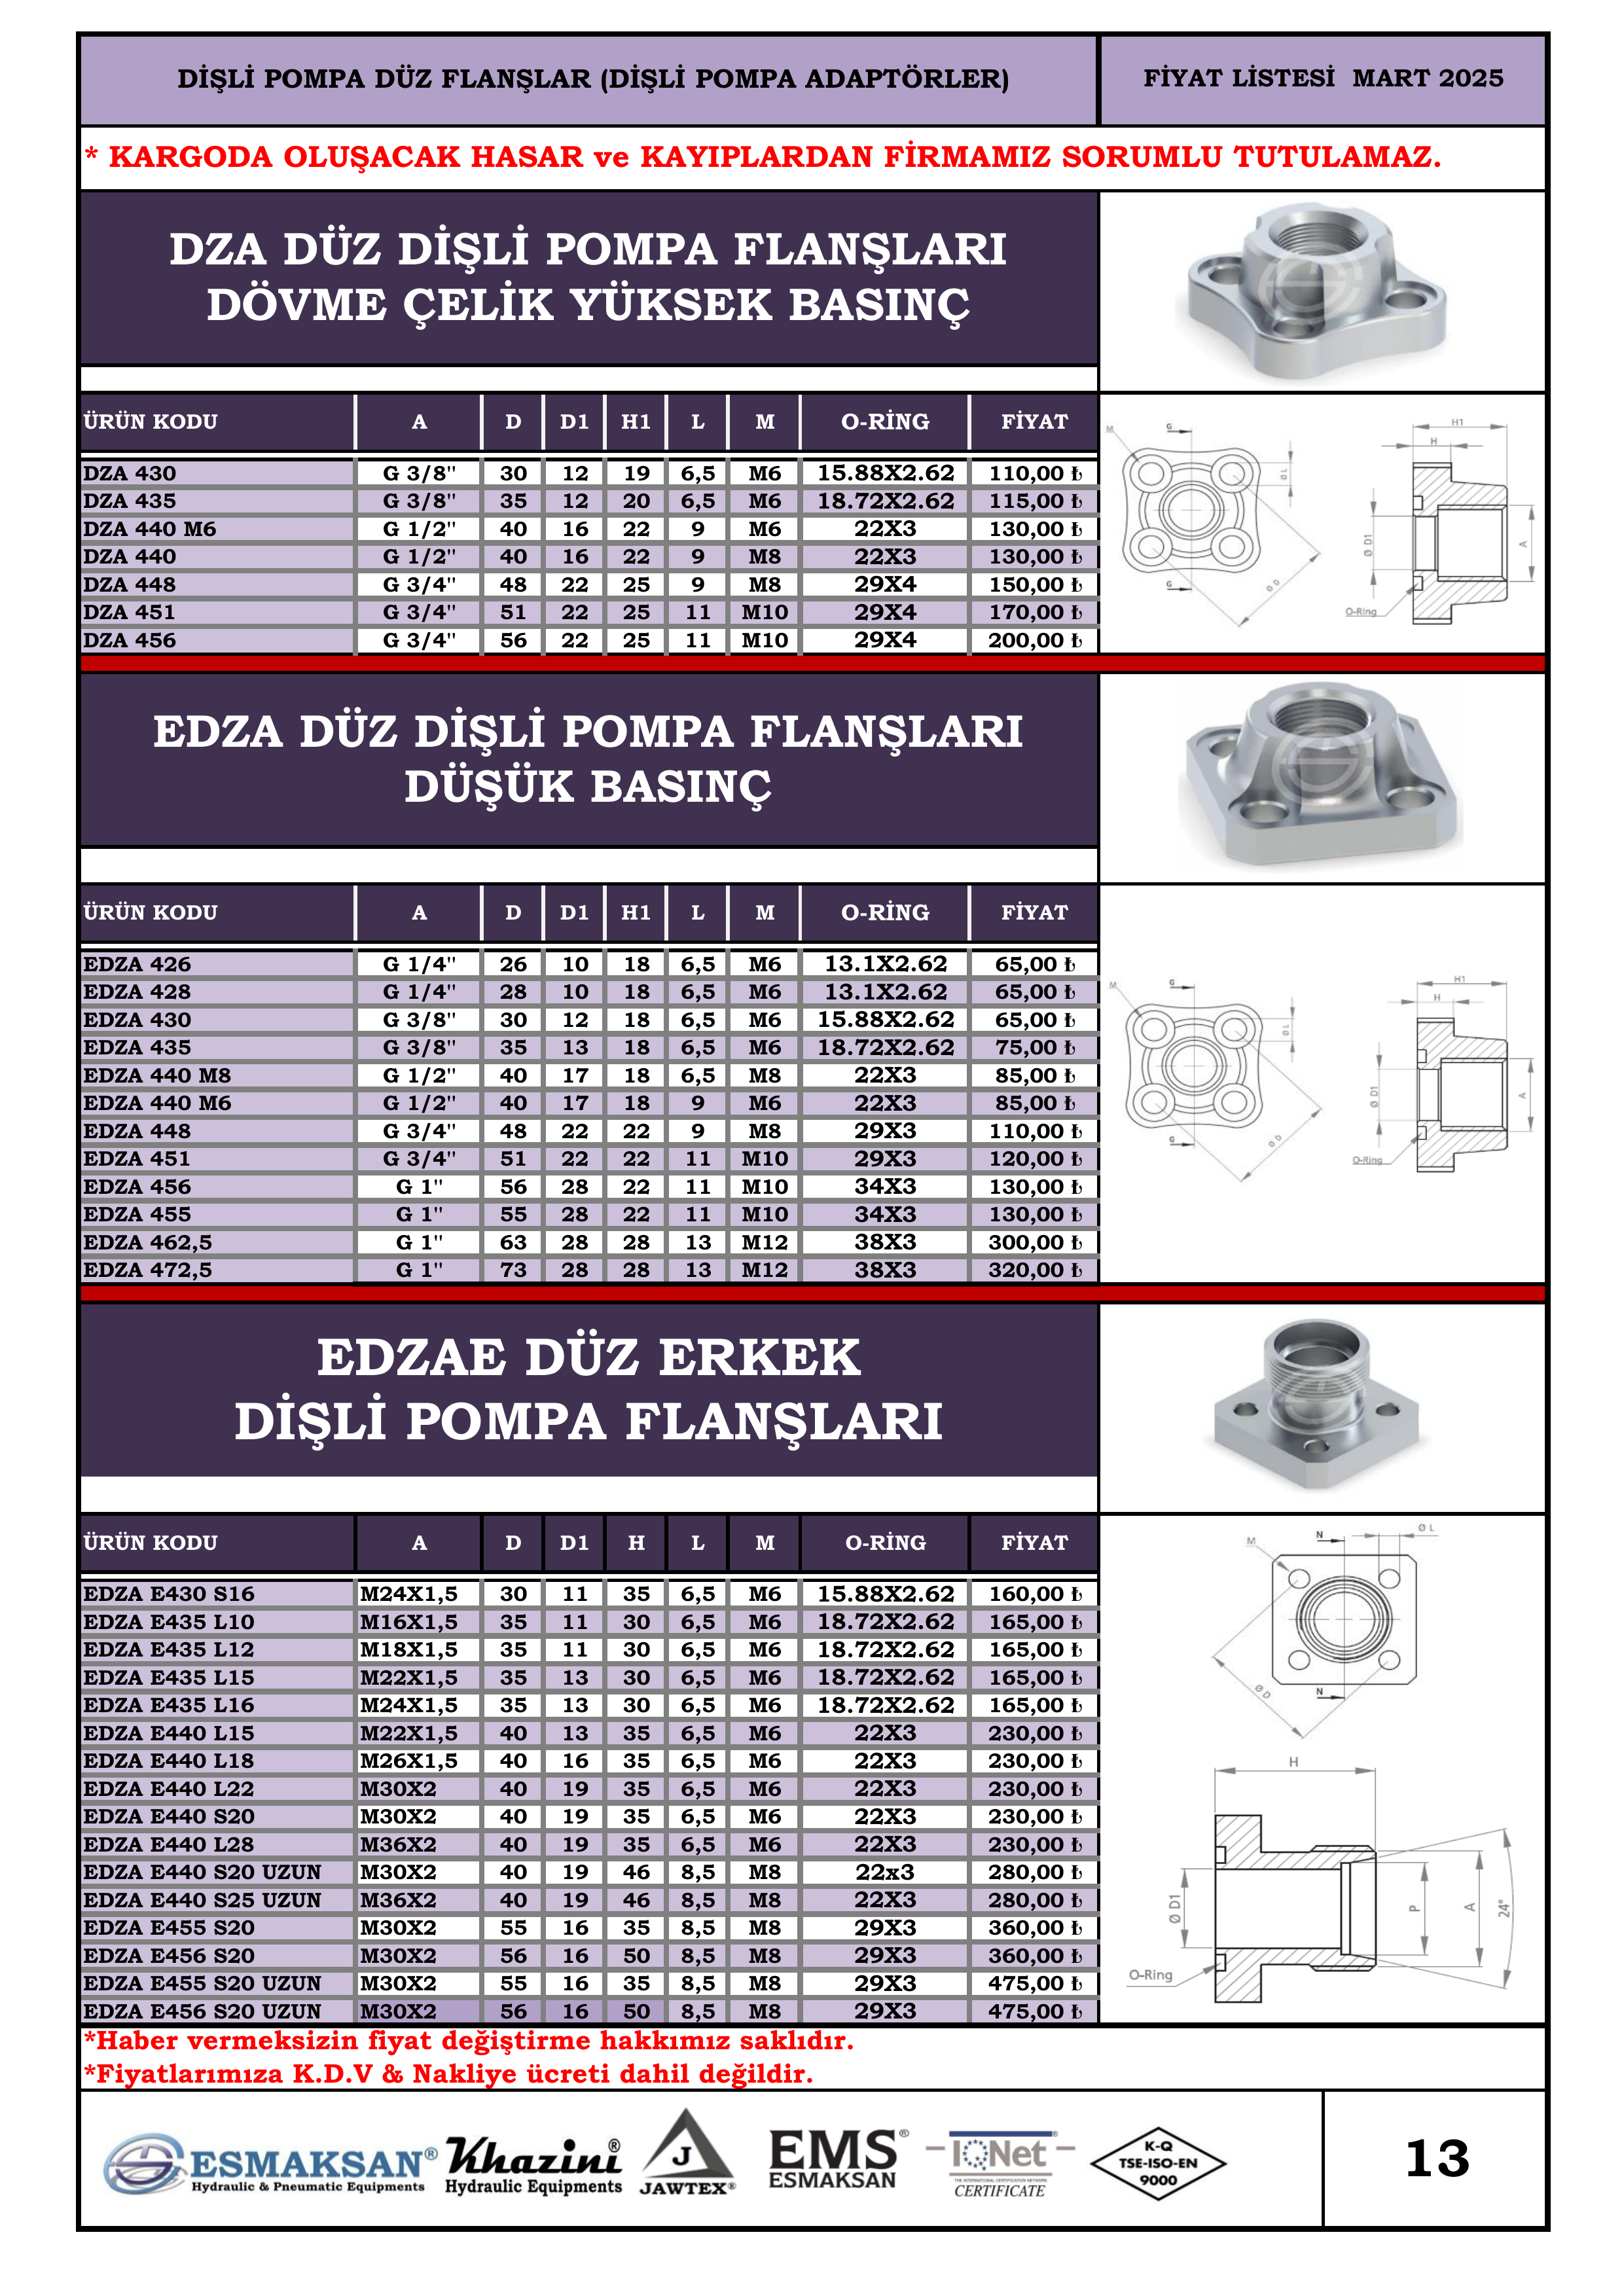 DİŞLİ POMPA DÜZ FLANŞLAR (DİŞLİ POMPA ADAPTÖRLER)
FİYAT LİSTESİ MART 2025
* KARGODA OLUŞACAK HASAR ve KAYIPLARDAN FİRMAMIZ SORUMLU TUTULAMAZ.
DZA DÜZ DİŞLİ POMPA FLANŞLARI
DÖVME ÇELİK YÜKSEK BASINÇ
ÜRÜN KODU A D D1 H1 L M O-RİNG FİYAT
DZA 430 G 3/8" 30 12 19 6,5 M6 15.88X2.62 110,00 ₺
DZA 435 G 3/8" 35 12 20 6,5 M6 18.72X2.62 115,00 ₺
DZA 440 M6 G 1/2" 40 16 22 9 M6 22X3 130,00 ₺
DZA 440 G 1/2" 40 16 22 9 M8 22X3 130,00 ₺
DZA 448 G 3/4" 48 22 25 9 M8 29X4 150,00 ₺
DZA 451 G 3/4" 51 22 25 11 M10 29X4 170,00 ₺
DZA 456 G 3/4" 56 22 25 11 M10 29X4 200,00 ₺
M G G Ø L Ø D H1 H Ø D1 A O-Ring
EDZA DÜZ DİŞLİ POMPA FLANŞLARI
DÜŞÜK BASINÇ
ÜRÜN KODU A D D1 H1 L M O-RİNG FİYAT
EDZA 426 G 1/4" 26 10 18 6,5 M6 13.1X2.62 65,00 ₺
EDZA 428 G 1/4" 28 10 18 6,5 M6 13.1X2.62 65,00 ₺
EDZA 430 G 3/8" 30 12 18 6,5 M6 15.88X2.62 65,00 ₺
EDZA 435 G 3/8" 35 13 18 6,5 M6 18.72X2.62 75,00 ₺
EDZA 440 M8 G 1/2" 40 17 18 6,5 M8 22X3 85,00 ₺
EDZA 440 M6 G 1/2" 40 17 18 9 M6 22X3 85,00 ₺
EDZA 448 G 3/4" 48 22 22 9 M8 29X3 110,00 ₺
EDZA 451 G 3/4" 51 22 22 11 M10 29X3 120,00 ₺
EDZA 456 G 1" 56 28 22 11 M10 34X3 130,00 ₺
EDZA 455 G 1" 55 28 22 11 M10 34X3 130,00 ₺
EDZA 462,5 G 1" 63 28 28 13 M12 38X3 300,00 ₺
EDZA 472,5 G 1" 73 28 28 13 M12 38X3 320,00 ₺
M G G Ø L Ø D H1 H Ø D1 A O-Ring
EDZAE DÜZ ERKEK
DİŞLİ POMPA FLANŞLARI
ÜRÜN KODU A D D1 H L M O-RİNG FİYAT
EDZA E430 S16 M24X1,5 30 11 35 6,5 M6 15.88X2.62 160,00 ₺
EDZA E435 L10 M16X1,5 35 11 30 6,5 M6 18.72X2.62 165,00 ₺
EDZA E435 L12 M18X1,5 35 11 30 6,5 M6 18.72X2.62 165,00 ₺
EDZA E435 L15 M22X1,5 35 13 30 6,5 M6 18.72X2.62 165,00 ₺
EDZA E435 L16 M24X1,5 35 13 30 6,5 M6 18.72X2.62 165,00 ₺
EDZA E440 L15 M22X1,5 40 13 35 6,5 M6 22X3 230,00 ₺
EDZA E440 L18 M26X1,5 40 16 35 6,5 M6 22X3 230,00 ₺
EDZA E440 L22 M30X2 40 19 35 6,5 M6 22X3 230,00 ₺
EDZA E440 S20 M30X2 40 19 35 6,5 M6 22X3 230,00 ₺
EDZA E440 L28 M36X2 40 19 35 6,5 M6 22X3 230,00 ₺
EDZA E440 S20 UZUN M30X2 40 19 46 8,5 M8 22x3 280,00 ₺
EDZA E440 S25 UZUN M36X2 40 19 46 8,5 M8 22X3 280,00 ₺
EDZA E455 S20 M30X2 55 16 35 8,5 M8 29X3 360,00 ₺
EDZA E456 S20 M30X2 56 16 50 8,5 M8 29X3 360,00 ₺
EDZA E455 S20 UZUN M30X2 55 16 35 8,5 M8 29X3 475,00 ₺
EDZA E456 S20 UZUN M30X2 56 16 50 8,5 M8 29X3 475,00 ₺
M N N Ø L Ø D
H Ø D1 P A 24° O-Ring
*Haber vermeksizin fiyat değiştirme hakkımız saklıdır.
*Fiyatlarımıza K.D.V & Nakliye ücreti dahil değildir.
ESMAKSAN®
Hydraulic & Pneumatic Equipments
Khazini®
Hydraulic Equipments
J
JAWTEX®
EMS®
ESMAKSAN
IQNet®
THE INTERNATIONAL CERTIFICATION NETWORK
CERTIFICATE
K-Q
TSE-ISO-EN
9000
13